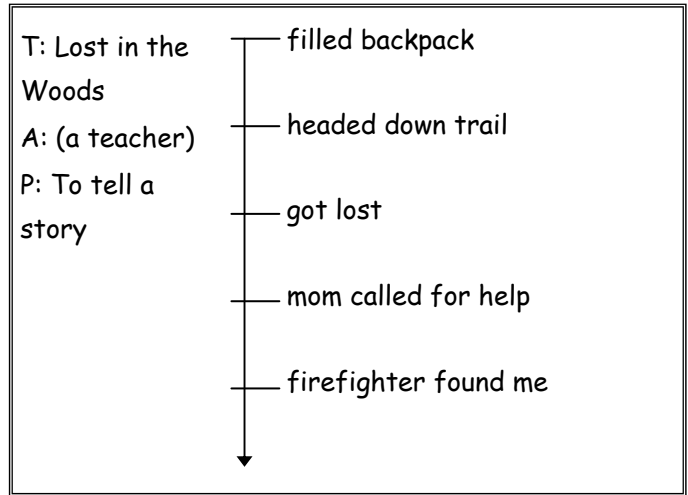 T: Lost in the
Woods
A: (a teacher)
P: To tell a
story
filled backpack
headed down trail
got lost
mom called for help
firefighter found me